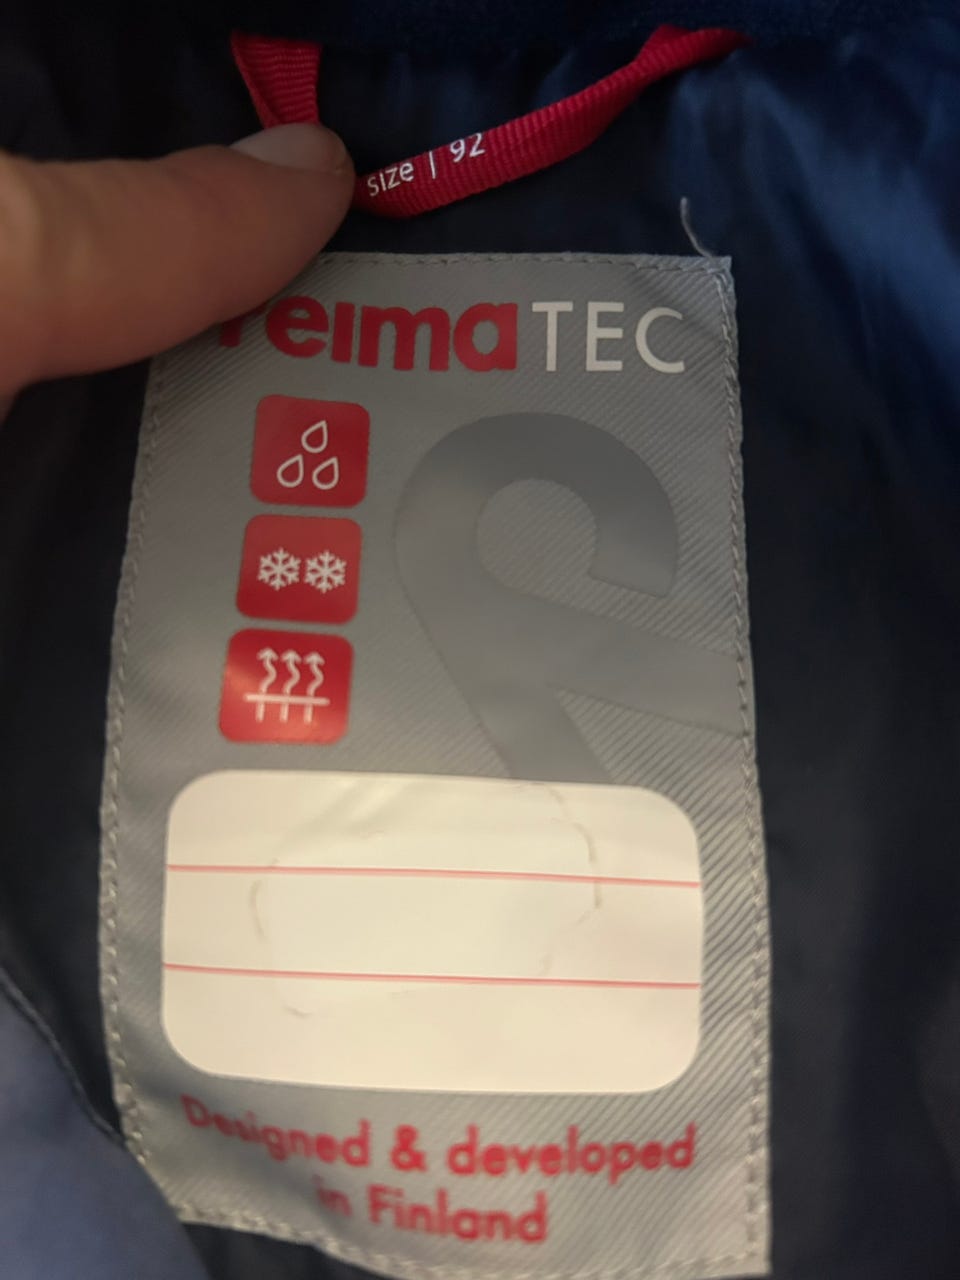 size | 92
reimaTEC
Designed & developed
in Finland